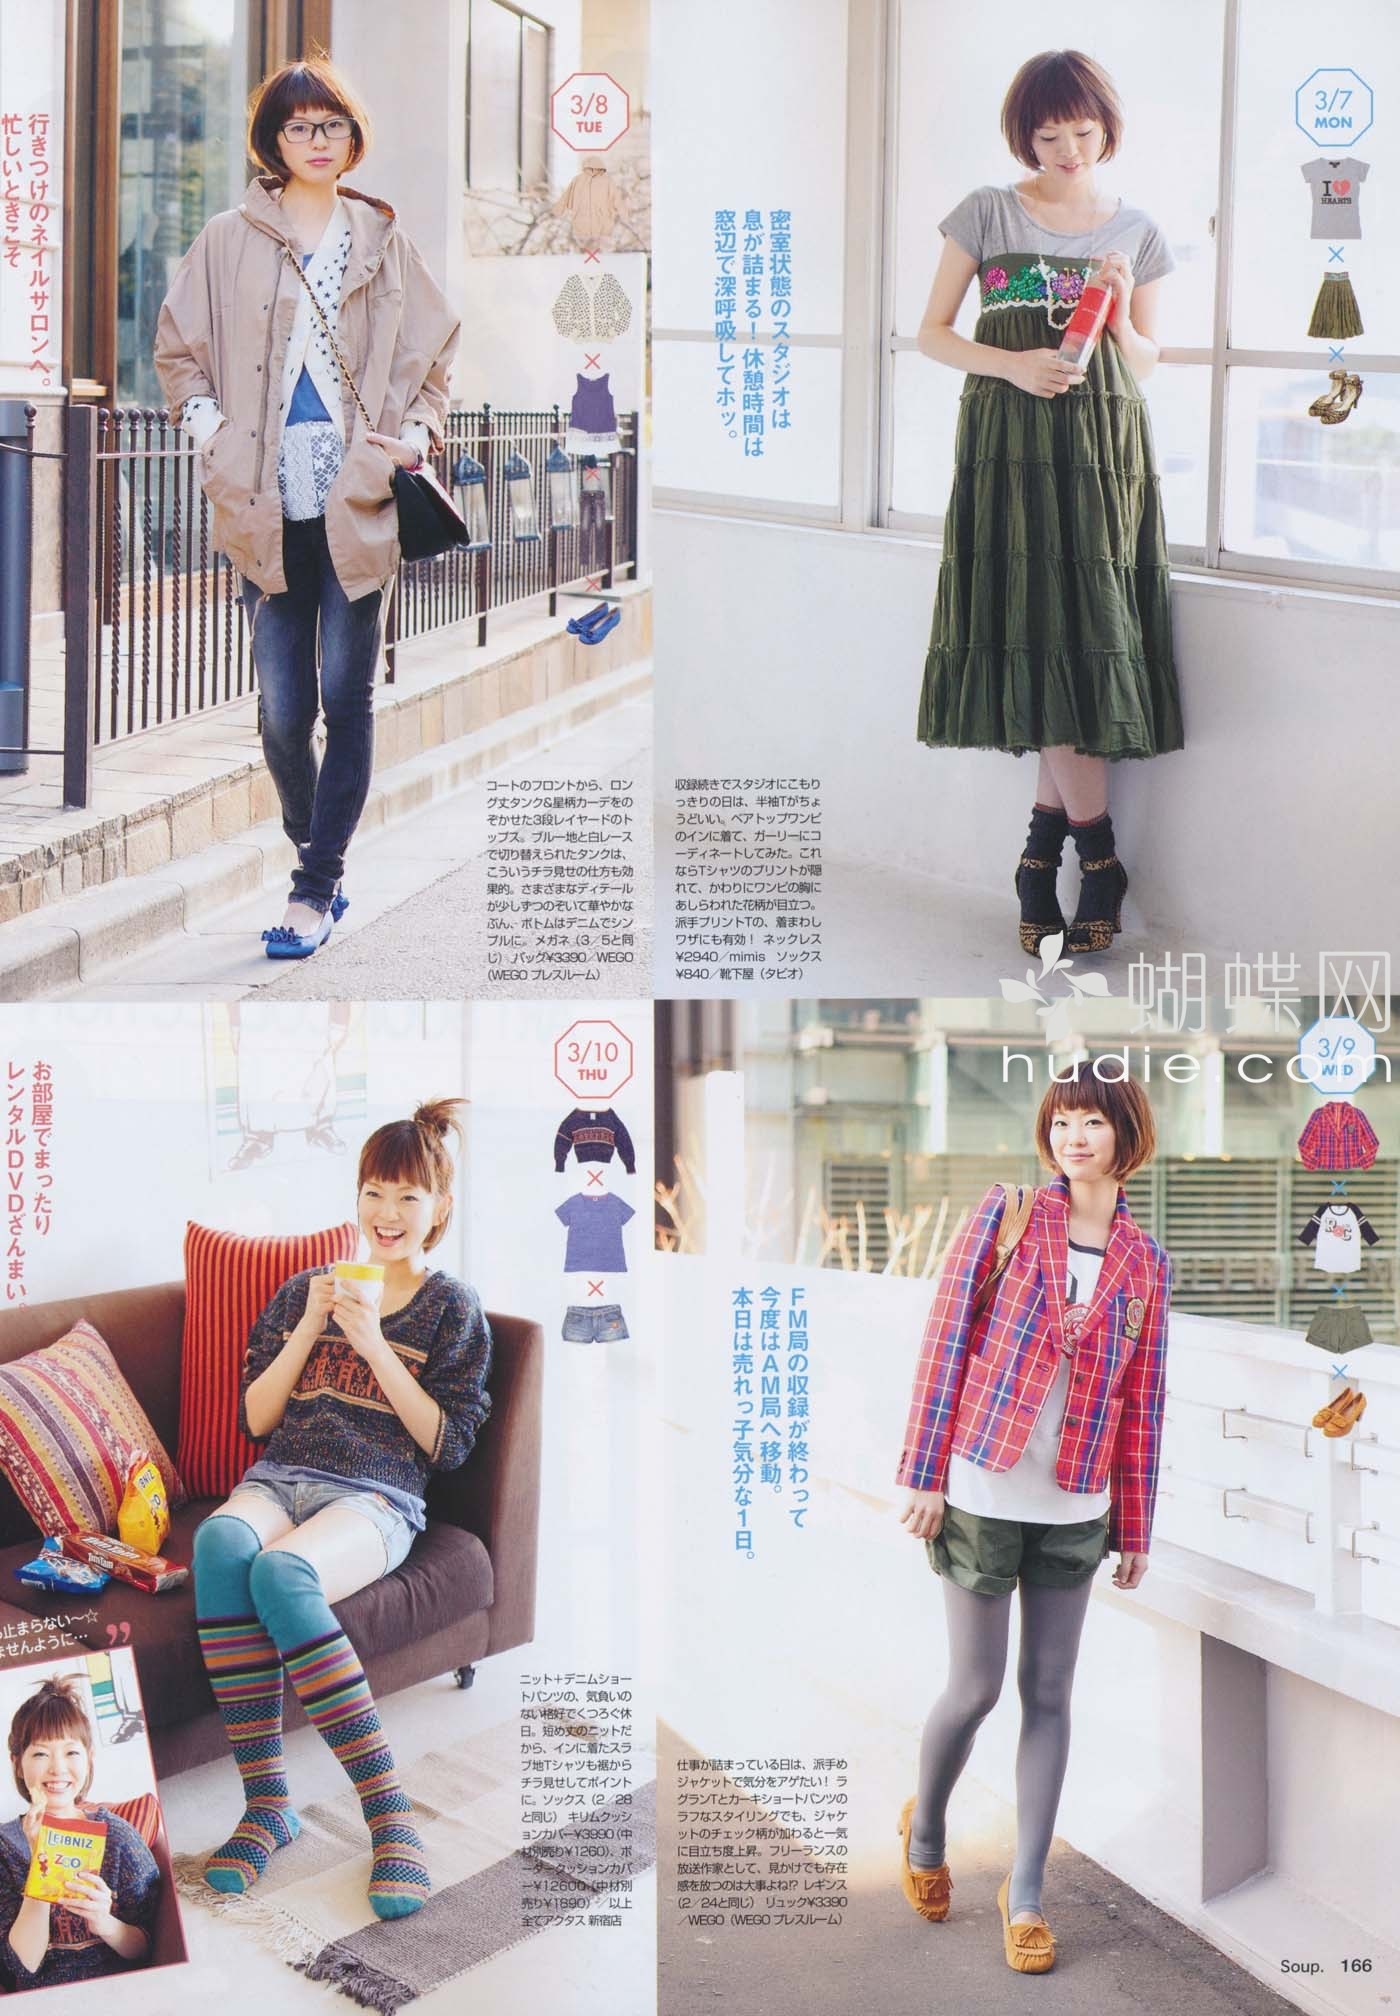 3/7
MON
I ♥
HEARTS
密室状態のスタジオは
息が詰まる！休憩時間は
窓辺で深呼吸してホッ。
収録続きでスタジオにこもり
っきりの日は、半袖Tがちょ
うどいい。ベアトップワンピ
のインに着て、ガーリーにコ
ーディネートしてみた。これ
ならTシャツのプリントが隠
れて、かわりにワンピの胸に
あしらわれた花柄が目立つ。
派手プリントTの、着まわし
ワザにも有効！ ネックレス
¥2940／mimis ソックス
¥840／靴下屋（タビオ）
3/8
TUE
忙しいときこそ
行きつけのネイルサロンへ。
コートのフロントから、ロン
グ丈タンク&星柄カーデをの
ぞかせた3段レイヤードのト
ップス。ブルー地と白レース
で切り替えられたタンクは、
こういうチラ見せの仕方も効
果的。さまざまなディテール
が少しずつのぞいて華やかな
ぶん、ボトムはデニムでシン
プルに。メガネ（3／5と同
じ） バッグ¥3390／WEGO
（WEGO プレスルーム）
蝴蝶网
hudie.com
3/9
WED
FM局の収録が終わって
今度はAM局へ移動。
本日は売れっ子気分な1日。
仕事が詰まっている日は、派手め
ジャケットで気分をアゲたい！ ラ
グランTとカーキショートパンツの
ラフなスタイリングでも、ジャケ
ットのチェック柄が加わると一気
に目立ち度上昇。フリーランスの
放送作家として、見かけでも存在
感を放つのは大事よね!? レギンス
（2／24と同じ） リュック¥3390
／WEGO（WEGO プレスルーム）
3/10
THU
お部屋でまったり
レンタルDVDざんまい。
ニット＋デニムショー
トパンツの、気負いの
ない格好でくつろぐ休
日。短め丈のニットだ
から、インに着たスラ
ブ地Tシャツも裾から
チラ見せしてポイント
に。ソックス（2／28
と同じ） キリムクッシ
ョンカバー¥3990（中
材別売り¥1260）、ボ
ーダークッションカバ
ー¥12600（中材別
売り¥1890）／以上
全てアクタス 新宿店
止まらない〜☆
ませんように…
LEIBNIZ
ZOO
TimTam
Soup. 166